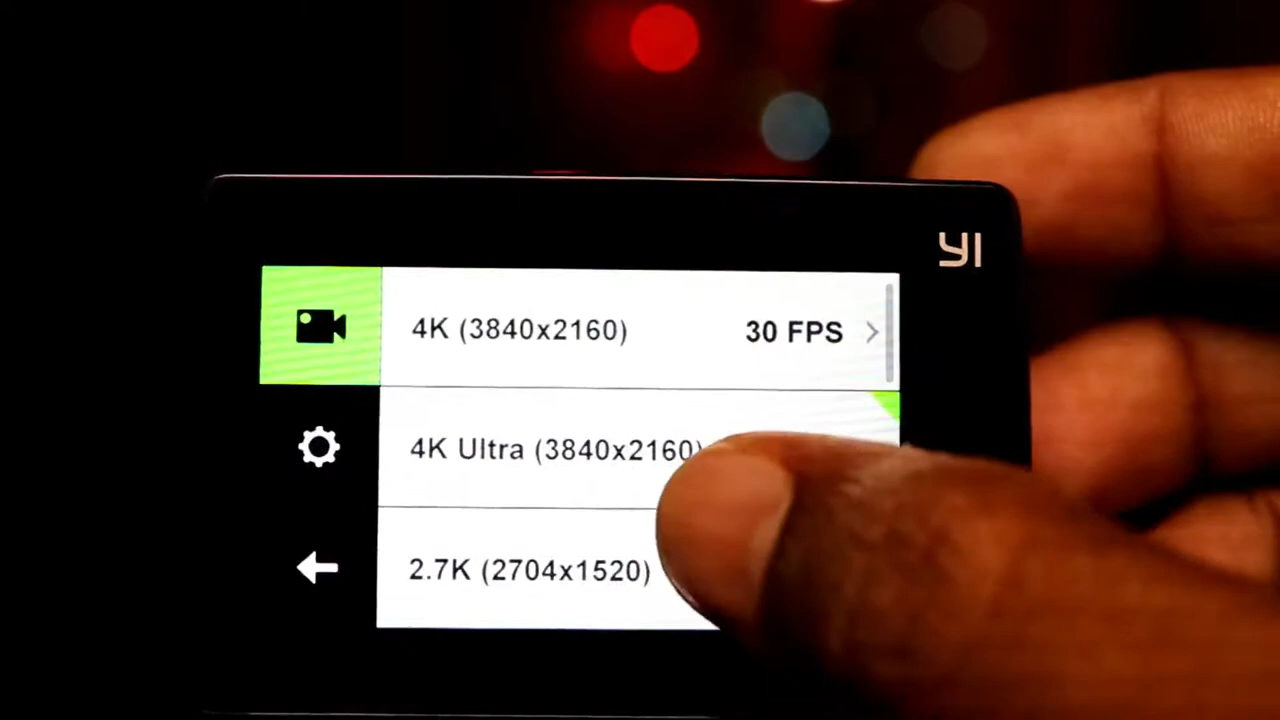 YI
4K (3840x2160) 30 FPS
4K Ultra (3840x2160)
2.7K (2704x1520)